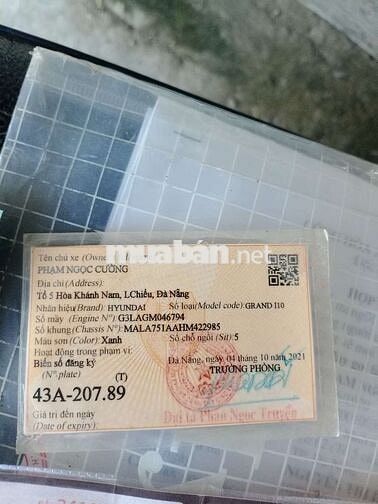 muaban.net
Tên chủ xe
PHẠM NGỌC CƯỜNG
Địa chỉ (Address):
Tổ 5 Hòa Khánh Nam, LChiểu, Đà Nẵng
Nhãn hiệu(Brand): HYUNDAI Số loại(Model code): GRAND I10
Số máy (Engine N°): G3LAGM046794
Số khung (Chassis N°): MALA751AAHM422985
Màu sơn (Color): Xanh Số chỗ ngồi (Sit): 5
Hoạt động trong phạm vi:
Biển số đăng ký Đà Nẵng, ngày 04 tháng 10 năm 2021
(N° plate) (T) TRƯỞNG PHÒNG
43A-207.89
Giá trị đến ngày
(Date of expiry): Đại tá Phan Ngọc Truyền
HỢP